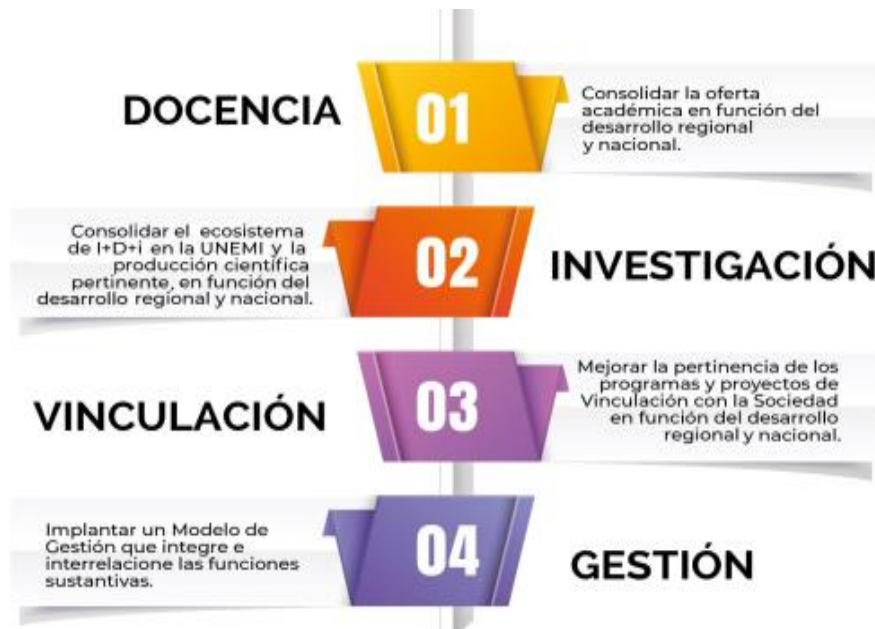 DOCENCIA
01
Consolidar la oferta
académica en función del
desarrollo regional
y nacional.
Consolidar el ecosistema
de I+D+i en la UNEMI y la
producción científica
pertinente, en función del
desarrollo regional y nacional.
02
INVESTIGACIÓN
VINCULACIÓN
03
Mejorar la pertinencia de los
programas y proyectos de
Vinculación con la Sociedad
en función del desarrollo
regional y nacional.
Implantar un Modelo de
Gestión que integre e
interrelacione las funciones
sustantivas.
04
GESTIÓN